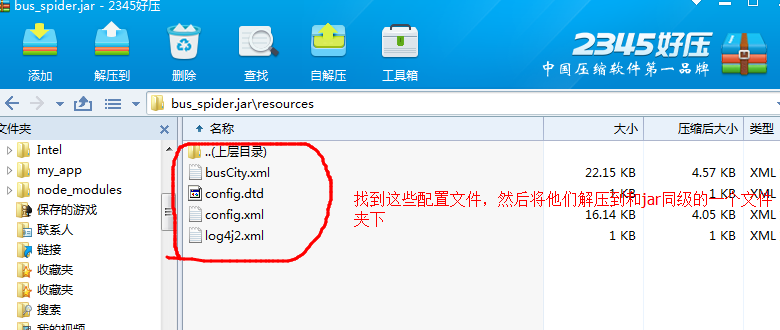 bus_spider.jar - 2345好压
添加 解压到 删除 查找 自解压 工具箱
2345好压
中国压缩软件第一品牌
bus_spider.jar\resources
文件夹 名称 大小 压缩后大小 类型
Intel
my_app
node_modules
保存的游戏
联系人
链接
收藏夹
收藏夹
搜索
我的视频
..(上层目录)
busCity.xml 22.15 KB 4.57 KB XML
config.dtd 1 KB 1 KB XML
config.xml 16.14 KB 4.05 KB XML
log4j2.xml 1 KB 1 KB XML
找到这些配置文件，然后将他们解压到和jar同级的一个文件
夹下